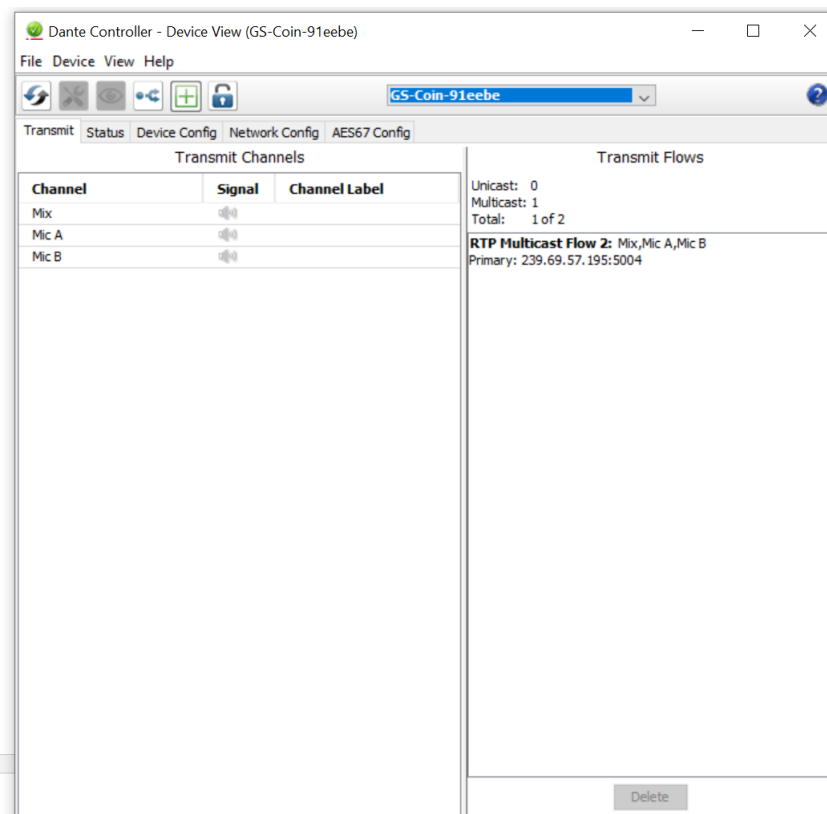 Dante Controller - Device View (GS-Coin-91eebe)
File Device View Help
GS-Coin-91eebe
?
Transmit Status Device Config Network Config AES67 Config
Transmit Channels
Channel Signal Channel Label
Mix
Mic A
Mic B
Transmit Flows
Unicast: 0
Multicast: 1
Total: 1 of 2
RTP Multicast Flow 2: Mix,Mic A,Mic B
Primary: 239.69.57.195:5004
Delete